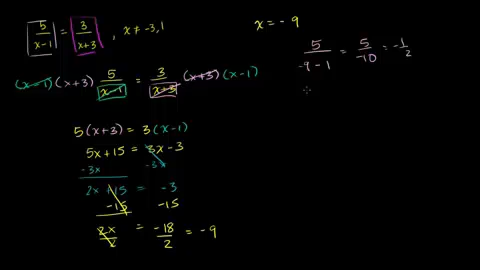 5/(x-1) = 3/(x+3), x ≠ -3, 1
(x-1)(x+3) 5/(x-1) = 3/(x+3) (x+3)(x-1)
5(x+3) = 3(x-1)
5x + 15 = 3x - 3
-3x -3x
2x + 15 = -3
-15 -15
2x/2 = -18/2 = -9
x = -9
5/(-9-1) = 5/-10 = -1/2